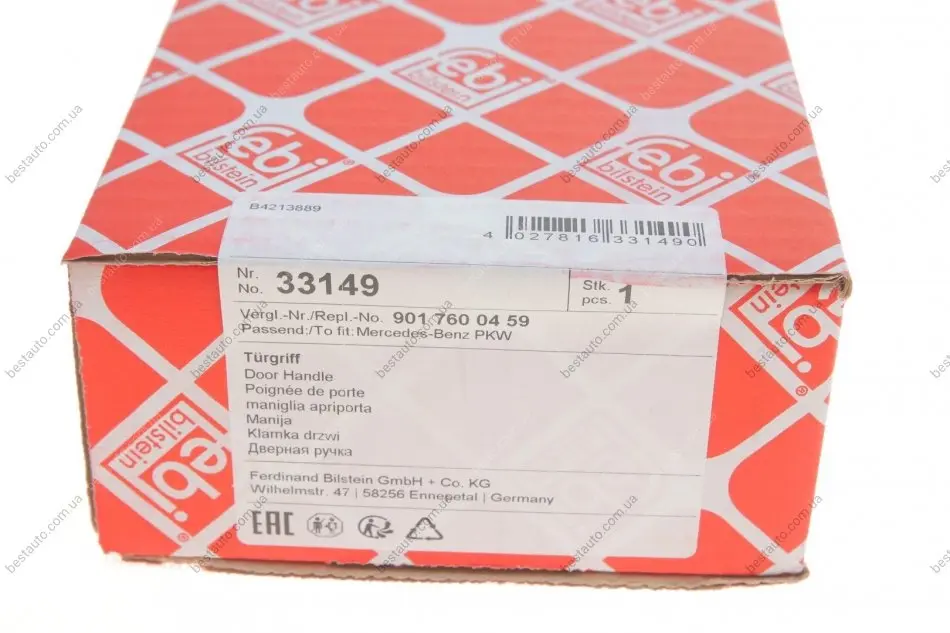 febi
bilstein
febi
bilstein
B4213889
4 027816 331490
Nr.
No. 33149
Stk.
pcs. 1
Vergl.-Nr./Repl.-No. 901 760 04 59
Passend:/To fit:Mercedes-Benz PKW
Türgriff
Door Handle
Poignée de porte
maniglia apriporta
Manija
Klamka drzwi
Дверная ручка
Ferdinand Bilstein GmbH + Co. KG
Wilhelmstr. 47 | 58256 Ennepetal | Germany
EAC
febi
bilstein
febi
bilstein
bestauto.com.ua